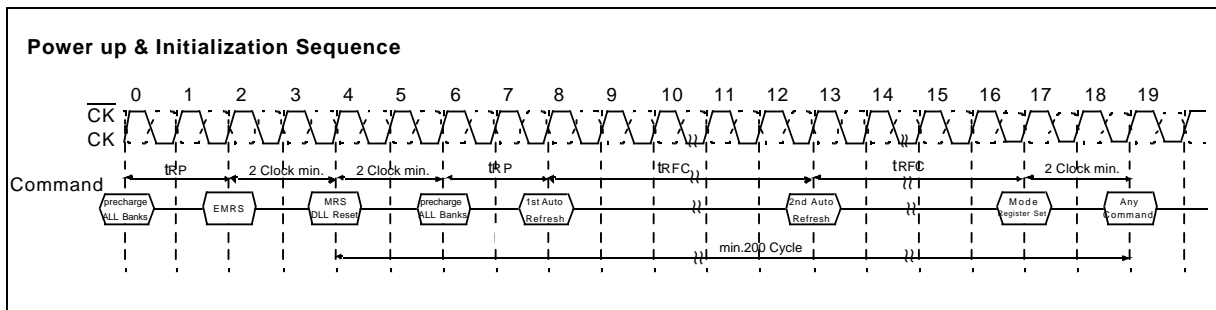 Power up & Initialization Sequence
0 1 2 3 4 5 6 7 8 9 10 11 12 13 14 15 16 17 18 19
CK
CK
tRP 2 Clock min. 2 Clock min. tRP tRFC tRFC 2 Clock min.
Command
precharge ALL Banks
EMRS
MRS DLL Reset
precharge ALL Banks
1st Auto Refresh
2nd Auto Refresh
Mode Register Set
Any Command
min.200 Cycle